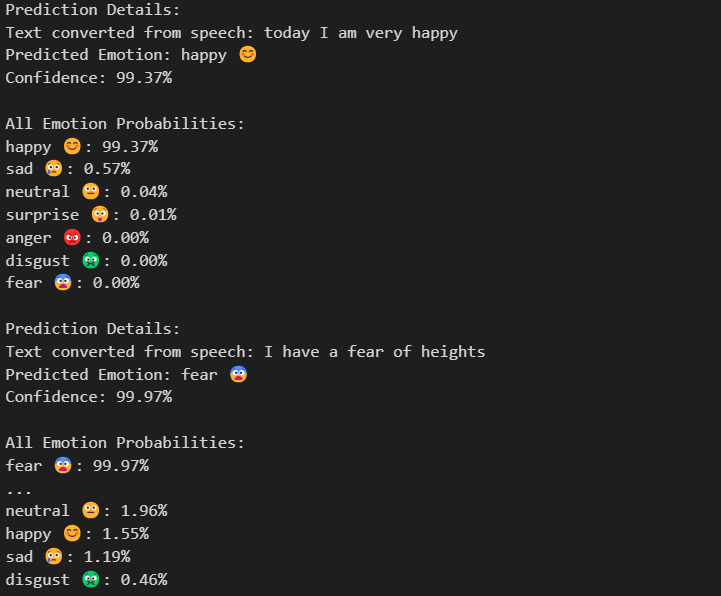 Prediction Details:
Text converted from speech: today I am very happy
Predicted Emotion: happy 😊
Confidence: 99.37%
All Emotion Probabilities:
happy 😊: 99.37%
sad 😢: 0.57%
neutral 😐: 0.04%
surprise 😲: 0.01%
anger 😡: 0.00%
disgust 🤢: 0.00%
fear 😱: 0.00%
Prediction Details:
Text converted from speech: I have a fear of heights
Predicted Emotion: fear 😱
Confidence: 99.97%
All Emotion Probabilities:
fear 😱: 99.97%
...
neutral 😐: 1.96%
happy 😊: 1.55%
sad 😢: 1.19%
disgust 🤢: 0.46%